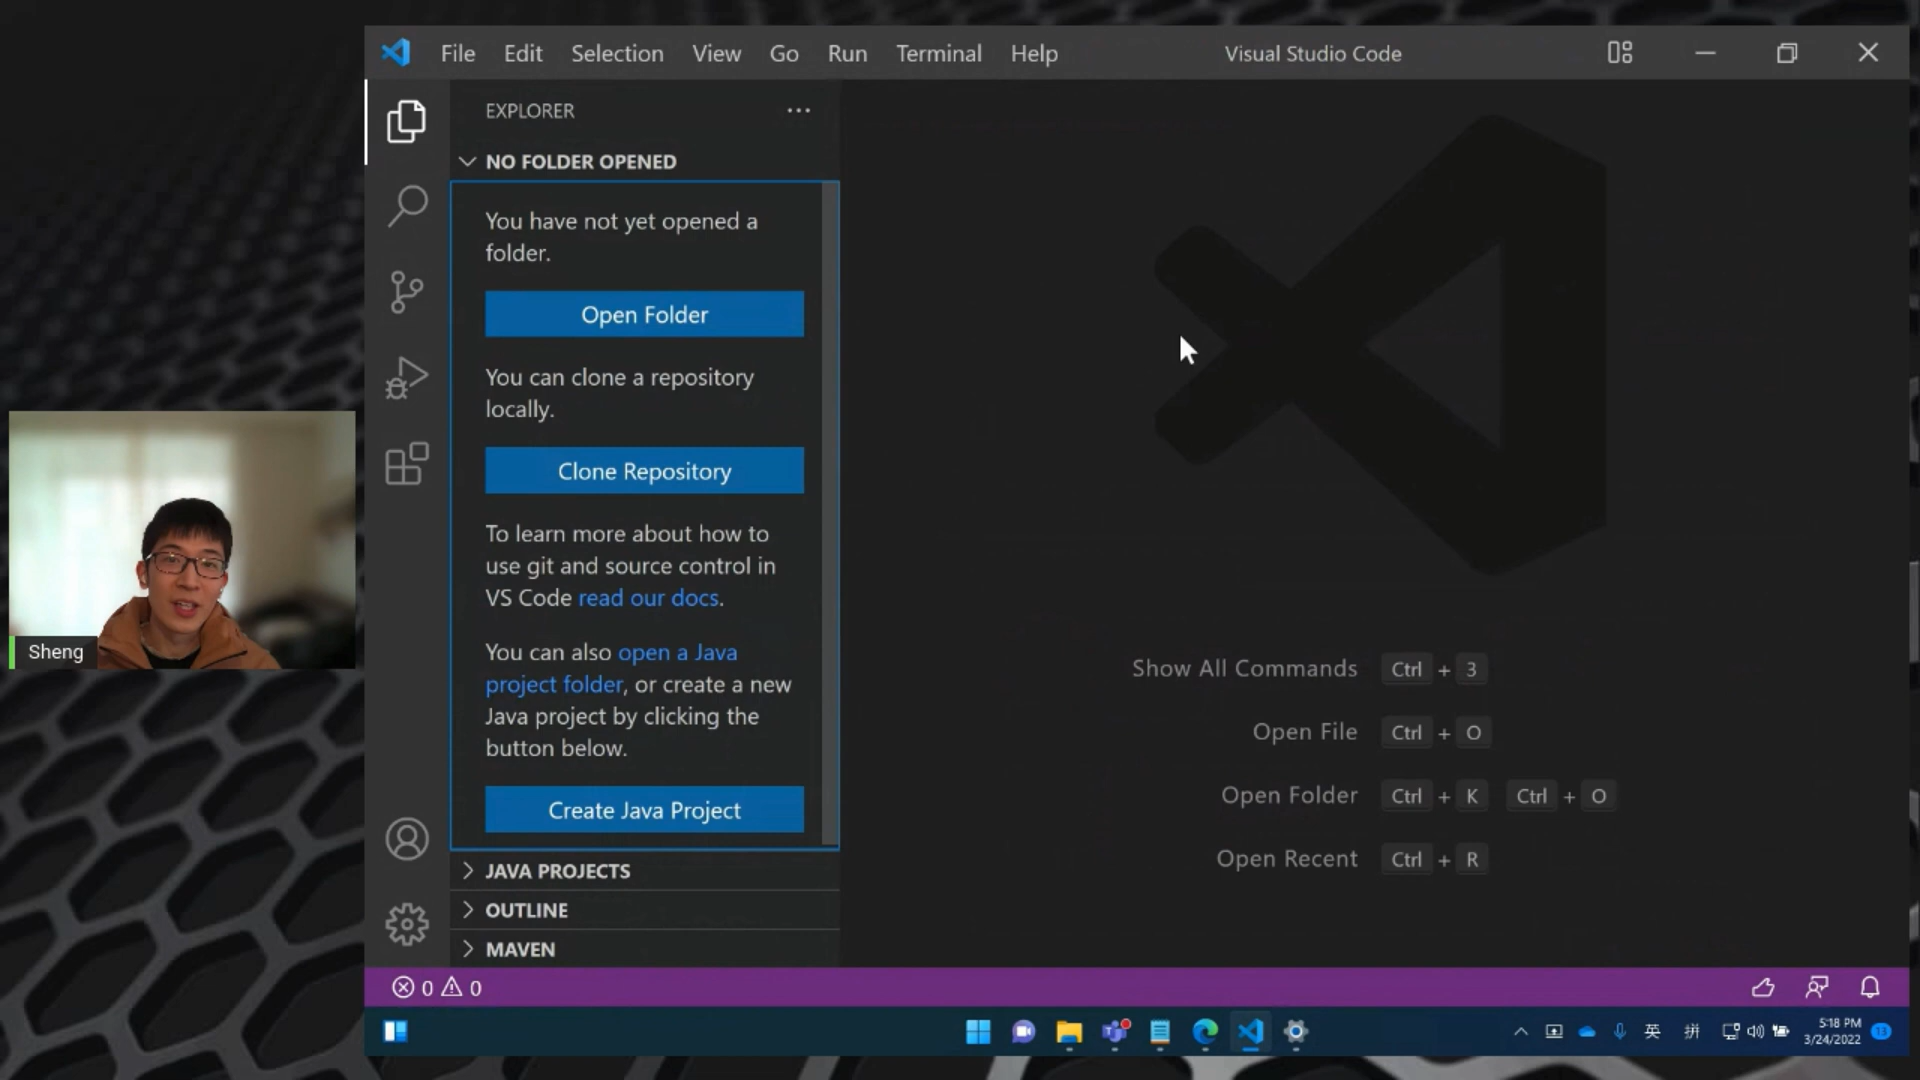 File Edit Selection View Go Run Terminal Help Visual Studio Code
EXPLORER
NO FOLDER OPENED
You have not yet opened a
folder.
Open Folder
You can clone a repository
locally.
Clone Repository
To learn more about how to
use git and source control in
VS Code read our docs.
You can also open a Java
project folder, or create a new
Java project by clicking the
button below.
Create Java Project
JAVA PROJECTS
OUTLINE
MAVEN
Show All Commands Ctrl + 3
Open File Ctrl + O
Open Folder Ctrl + K Ctrl + O
Open Recent Ctrl + R
Sheng
0 0
英 拼 5:18 PM
3/24/2022
13